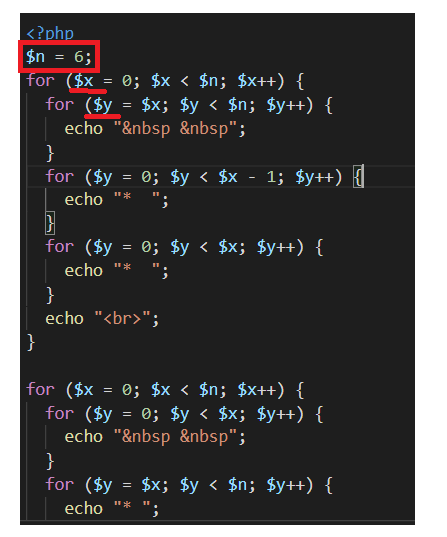 <?php
$n = 6;
for ($x = 0; $x < $n; $x++) {
  for ($y = $x; $y < $n; $y++) {
    echo "&nbsp &nbsp";
  }
  for ($y = 0; $y < $x - 1; $y++) {
    echo "*  ";
  }
  for ($y = 0; $y < $x; $y++) {
    echo "*  ";
  }
  echo "<br>";
}

for ($x = 0; $x < $n; $x++) {
  for ($y = 0; $y < $x; $y++) {
    echo "&nbsp &nbsp";
  }
  for ($y = $x; $y < $n; $y++) {
    echo "* ";